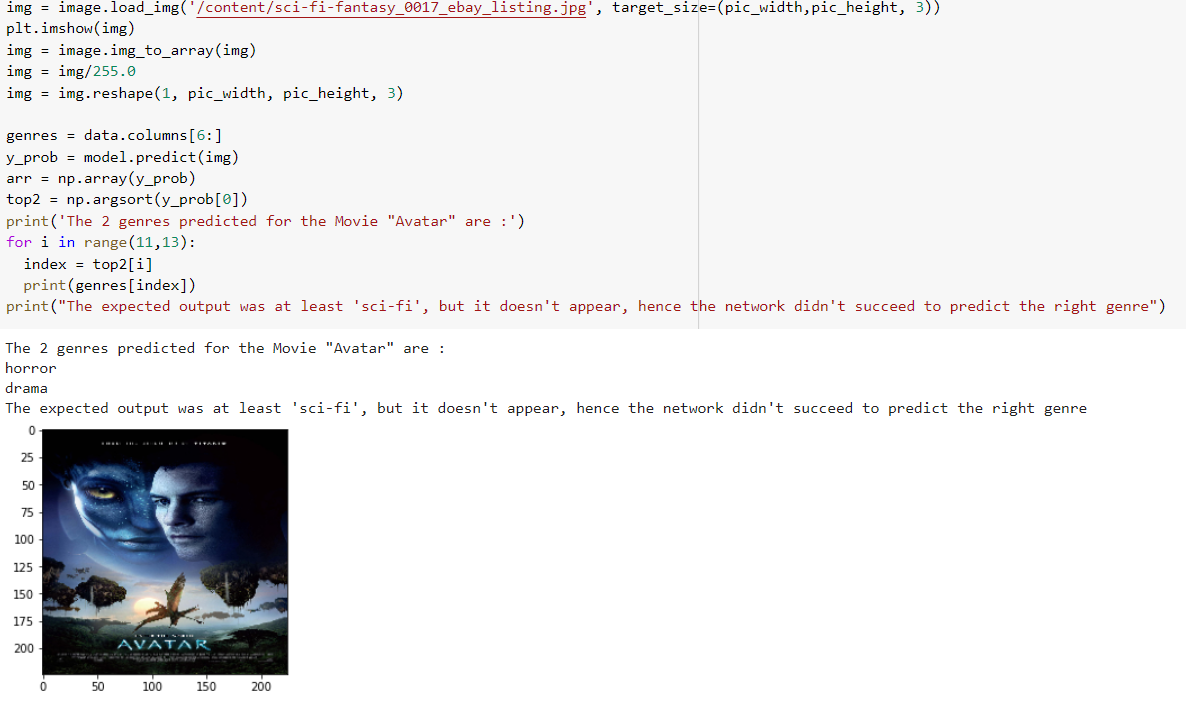 img = image.load_img('/content/sci-fi-fantasy_0017_ebay_listing.jpg', target_size=(pic_width,pic_height, 3))
plt.imshow(img)
img = image.img_to_array(img)
img = img/255.0
img = img.reshape(1, pic_width, pic_height, 3)
genres = data.columns[6:]
y_prob = model.predict(img)
arr = np.array(y_prob)
top2 = np.argsort(y_prob[0])
print('The 2 genres predicted for the Movie "Avatar" are :')
for i in range(11,13):
  index = top2[i]
  print(genres[index])
print("The expected output was at least 'sci-fi', but it doesn't appear, hence the network didn't succeed to predict the right genre")
The 2 genres predicted for the Movie "Avatar" are :
horror
drama
The expected output was at least 'sci-fi', but it doesn't appear, hence the network didn't succeed to predict the right genre
0
25
50
75
100
125
150
175
200
AVATAR
0 50 100 150 200